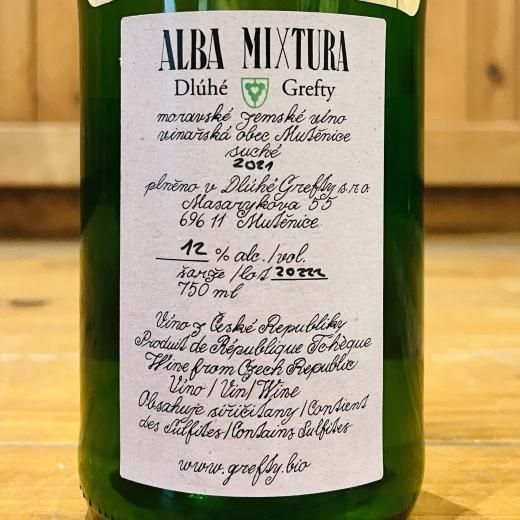 ALBA MIXTURA
Dlúhé Grefty
moravské zemské víno
vinařská obec Mutěnice
suché
2021
plněno v Dlúhé Grefty s.r.o.
Masarykova 55
696 11 Mutěnice
12 % alc./vol.
šarže/lot 20222
750 ml
Víno z České Republiky
Produit de République Tchèque
Wine from Czech Republic
Víno/Vin/Wine
Obsahuje siřičitany/Contient
des Sulfites/Contains Sulfites
www.grefty.bio